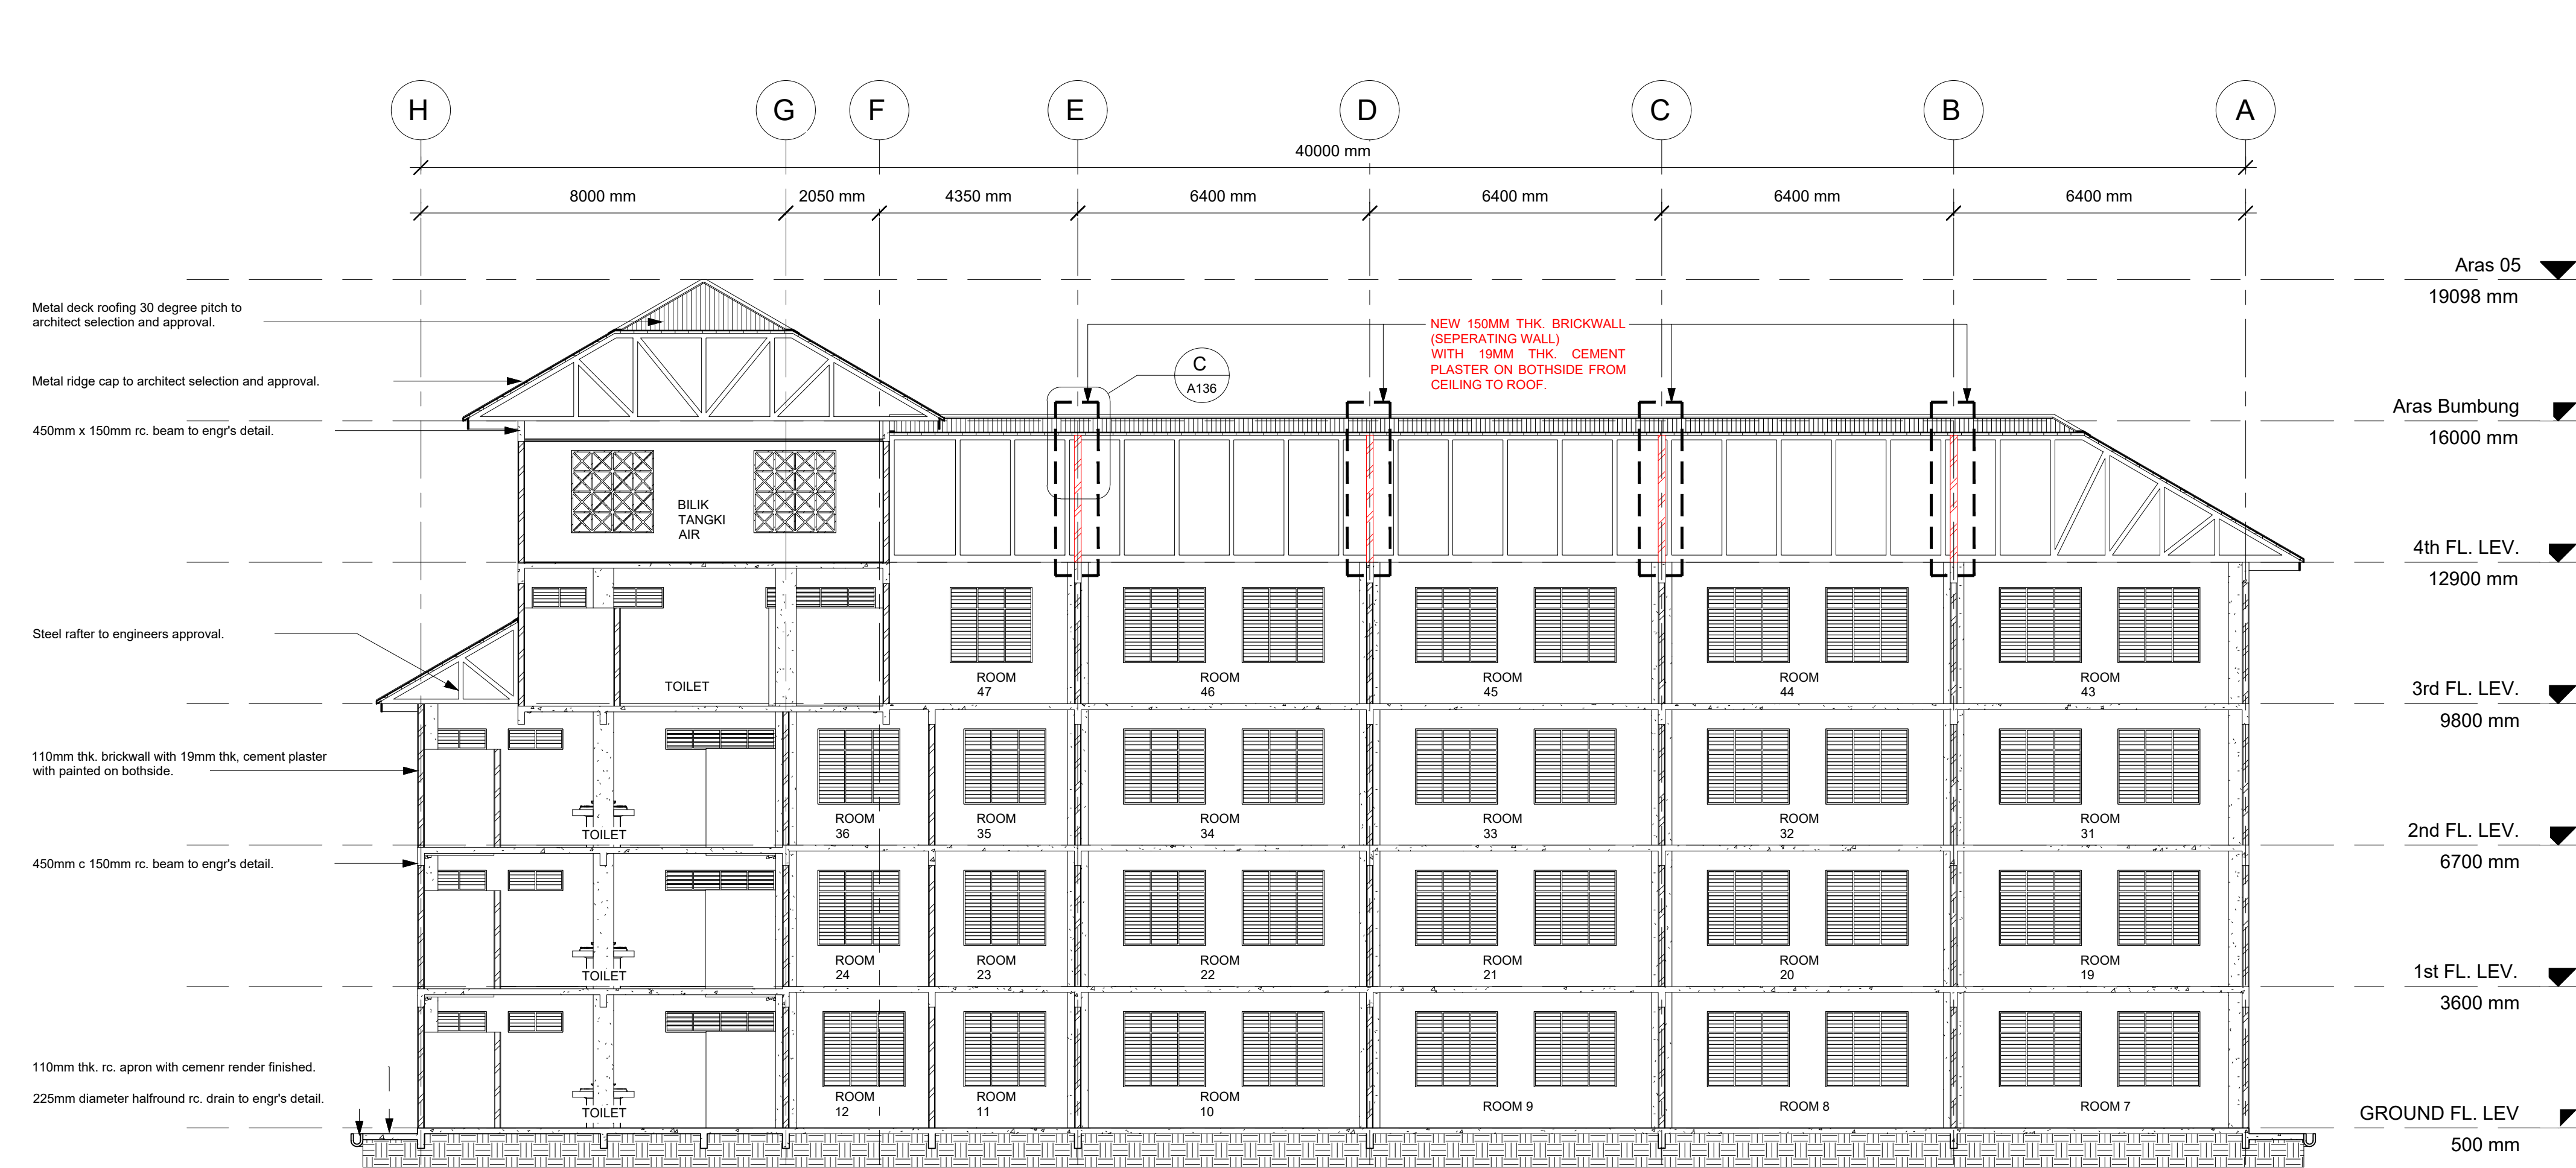 H G F E D C B A
40000 mm
8000 mm 2050 mm 4350 mm 6400 mm 6400 mm 6400 mm 6400 mm
Aras 05
19098 mm
Metal deck roofing 30 degree pitch to
architect selection and approval.
NEW 150MM THK. BRICKWALL
(SEPERATING WALL)
WITH 19MM THK. CEMENT
PLASTER ON BOTHSIDE FROM
CEILING TO ROOF.
C
A136
Metal ridge cap to architect selection and approval.
Aras Bumbung
16000 mm
450mm x 150mm rc. beam to engr's detail.
BILIK
TANGKI
AIR
4th FL. LEV.
12900 mm
Steel rafter to engineers approval.
TOILET
ROOM
47
ROOM
46
ROOM
45
ROOM
44
ROOM
43
3rd FL. LEV.
9800 mm
110mm thk. brickwall with 19mm thk, cement plaster
with painted on bothside.
TOILET
ROOM
36
ROOM
35
ROOM
34
ROOM
33
ROOM
32
ROOM
31
2nd FL. LEV.
6700 mm
450mm c 150mm rc. beam to engr's detail.
TOILET
ROOM
24
ROOM
23
ROOM
22
ROOM
21
ROOM
20
ROOM
19
1st FL. LEV.
3600 mm
110mm thk. rc. apron with cemenr render finished.
225mm diameter halfround rc. drain to engr's detail.
TOILET
ROOM
12
ROOM
11
ROOM
10
ROOM 9
ROOM 8
ROOM 7
GROUND FL. LEV
500 mm